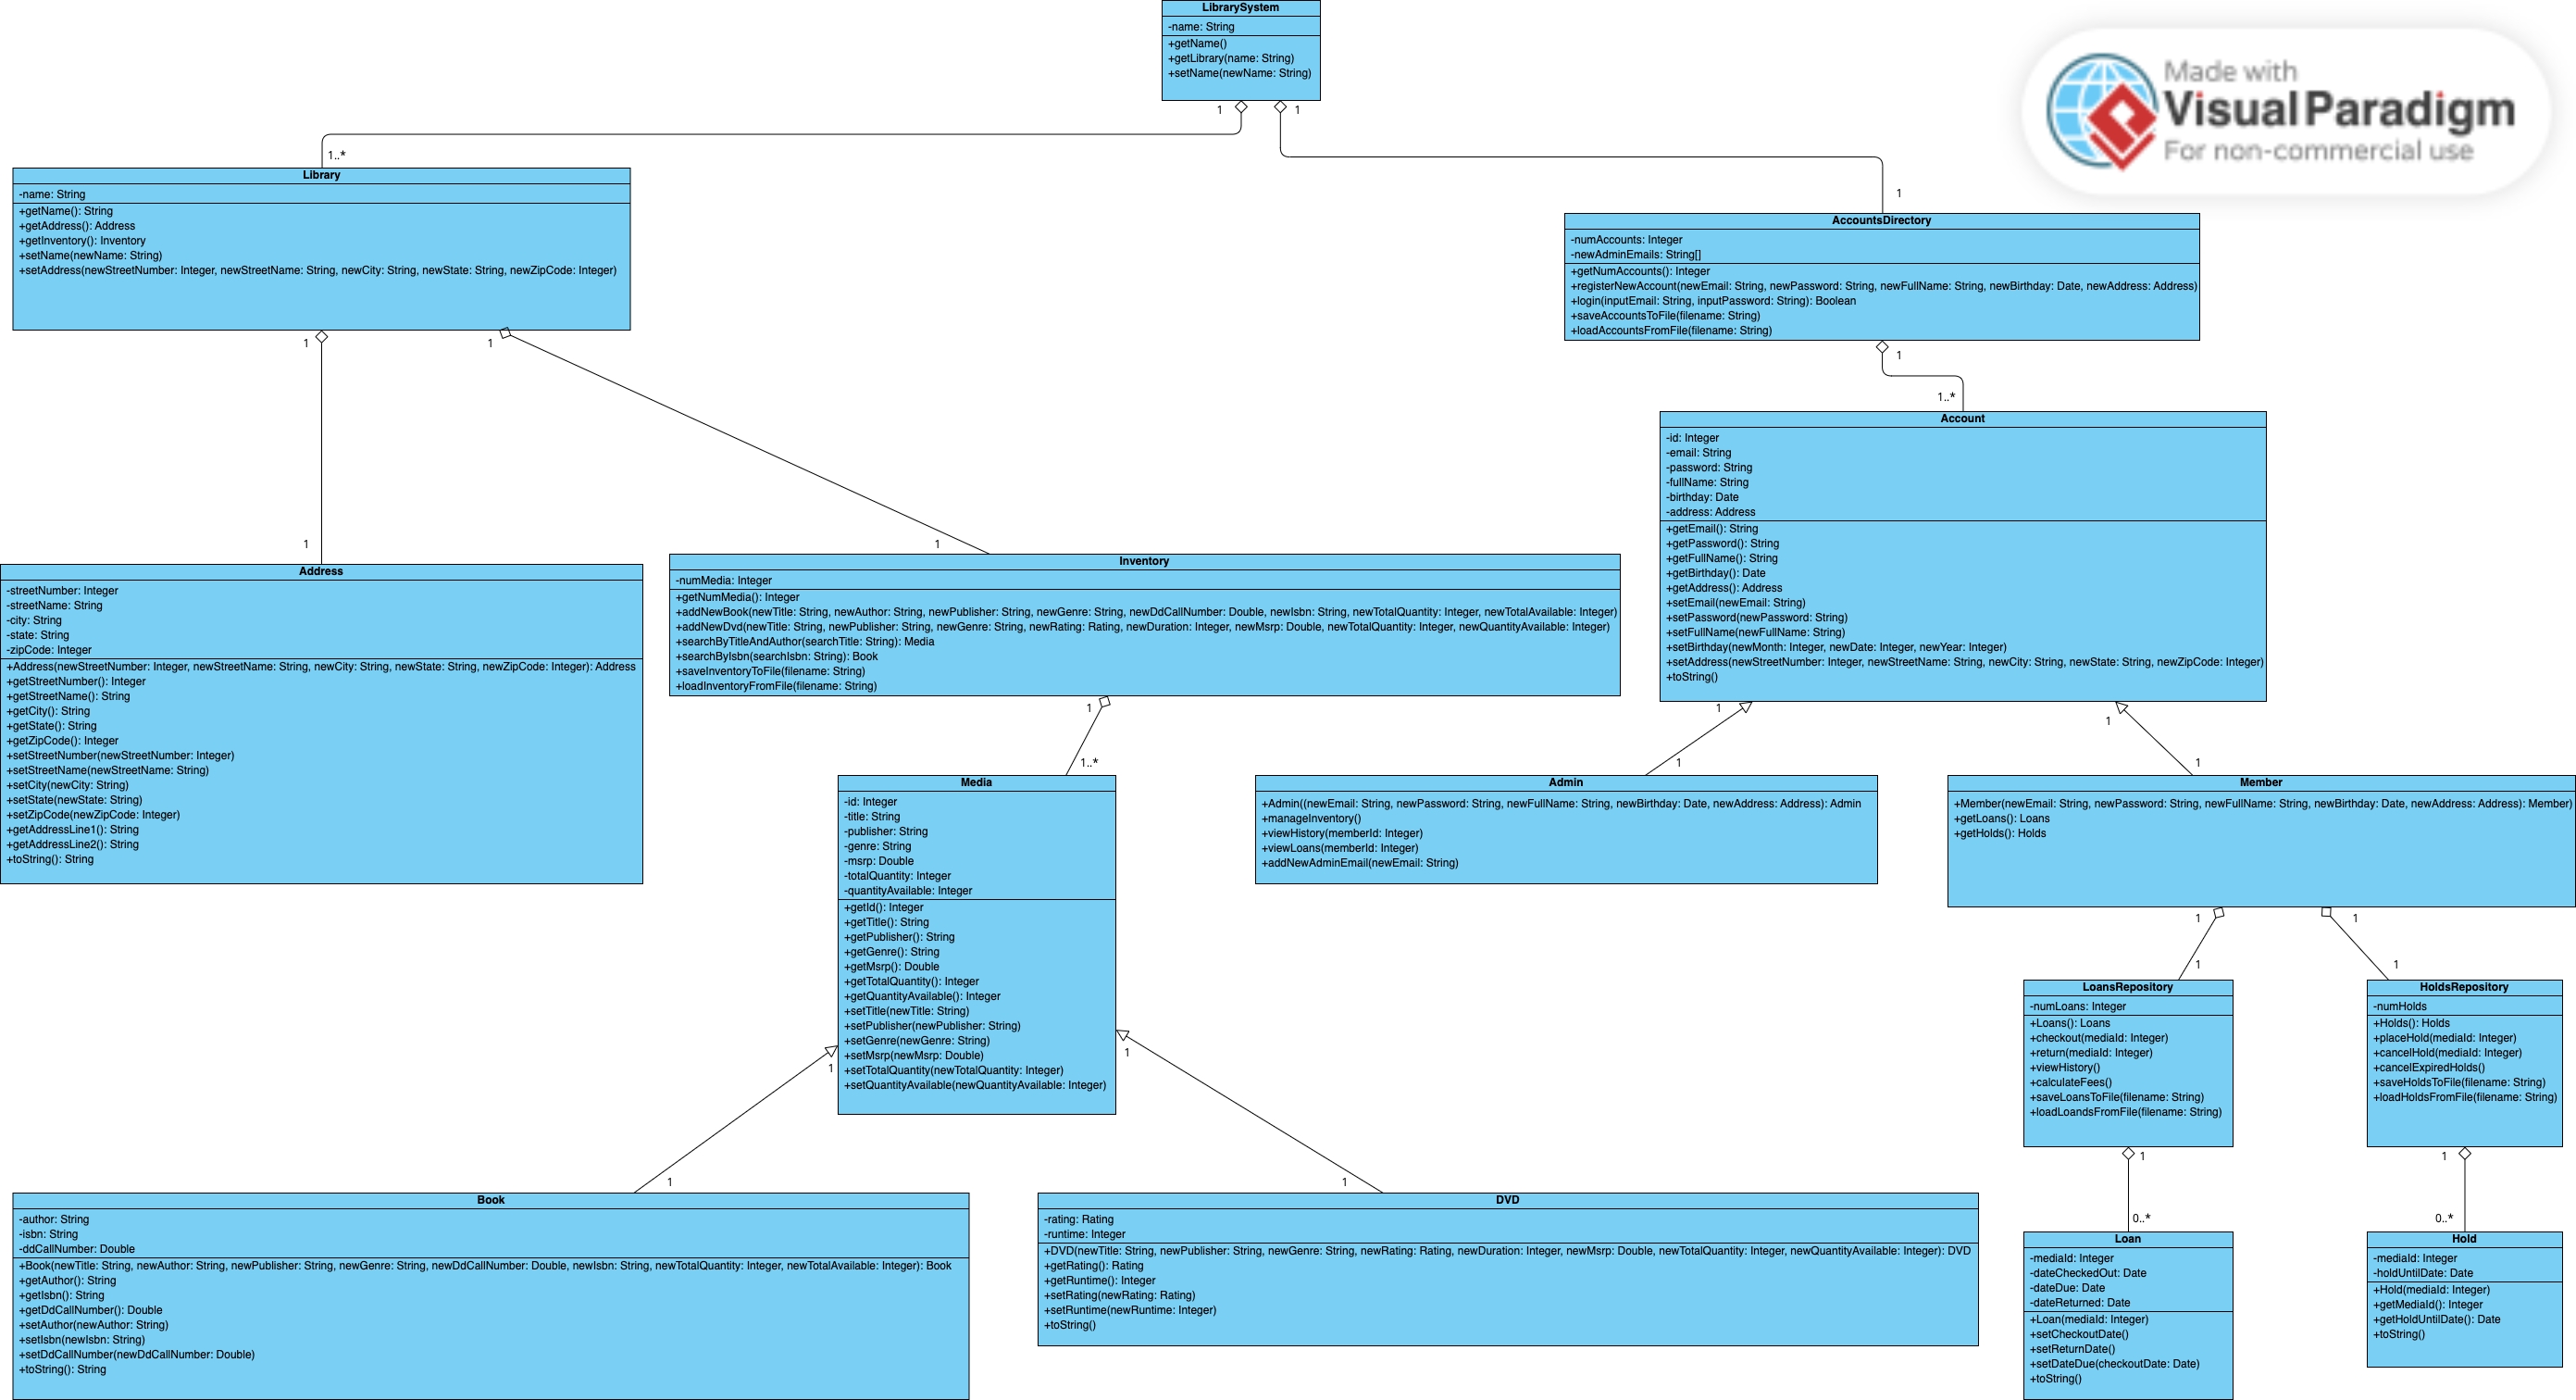 LibrarySystem
-name: String
+getName()
+getLibrary(name: String)
+setName(newName: String)
1
1
Made with
Visual Paradigm
For non-commercial use
1..*
1
Library
-name: String
+getName(): String
+getAddress(): Address
+getInventory(): Inventory
+setName(newName: String)
+setAddress(newStreetNumber: Integer, newStreetName: String, newCity: String, newState: String, newZipCode: Integer)
1
1
AccountsDirectory
-numAccounts: Integer
-newAdminEmails: String[]
+getNumAccounts(): Integer
+registerNewAccount(newEmail: String, newPassword: String, newFullName: String, newBirthday: Date, newAddress: Address)
+login(inputEmail: String, inputPassword: String): Boolean
+saveAccountsToFile(filename: String)
+loadAccountsFromFile(filename: String)
1
1..*
Account
-id: Integer
-email: String
-password: String
-fullName: String
-birthday: Date
-address: Address
+getEmail(): String
+getPassword(): String
+getFullName(): String
+getBirthday(): Date
+getAddress(): Address
+setEmail(newEmail: String)
+setPassword(newPassword: String)
+setFullName(newFullName: String)
+setBirthday(newMonth: Integer, newDate: Integer, newYear: Integer)
+setAddress(newStreetNumber: Integer, newStreetName: String, newCity: String, newState: String, newZipCode: Integer)
+toString()
1
1
1
Address
-streetNumber: Integer
-streetName: String
-city: String
-state: String
-zipCode: Integer
+Address(newStreetNumber: Integer, newStreetName: String, newCity: String, newState: String, newZipCode: Integer): Address
+getStreetNumber(): Integer
+getStreetName(): String
+getCity(): String
+getState(): String
+getZipCode(): Integer
+setStreetNumber(newStreetNumber: Integer)
+setStreetName(newStreetName: String)
+setCity(newCity: String)
+setState(newState: String)
+setZipCode(newZipCode: Integer)
+getAddressLine1(): String
+getAddressLine2(): String
+toString(): String
1
Inventory
-numMedia: Integer
+getNumMedia(): Integer
+addNewBook(newTitle: String, newAuthor: String, newPublisher: String, newGenre: String, newDdCallNumber: Double, newIsbn: String, newTotalQuantity: Integer, newTotalAvailable: Integer)
+addNewDvd(newTitle: String, newPublisher: String, newGenre: String, newRating: Rating, newDuration: Integer, newMsrp: Double, newTotalQuantity: Integer, newQuantityAvailable: Integer)
+searchByTitleAndAuthor(searchTitle: String): Media
+searchByIsbn(searchIsbn: String): Book
+saveInventoryToFile(filename: String)
+loadInventoryFromFile(filename: String)
1
1..*
Media
-id: Integer
-title: String
-publisher: String
-genre: String
-msrp: Double
-totalQuantity: Integer
-quantityAvailable: Integer
+getId(): Integer
+getTitle(): String
+getPublisher(): String
+getGenre(): String
+getMsrp(): Double
+getTotalQuantity(): Integer
+getQuantityAvailable(): Integer
+setTitle(newTitle: String)
+setPublisher(newPublisher: String)
+setGenre(newGenre: String)
+setMsrp(newMsrp: Double)
+setTotalQuantity(newTotalQuantity: Integer)
+setQuantityAvailable(newQuantityAvailable: Integer)
1
1
1
Admin
+Admin((newEmail: String, newPassword: String, newFullName: String, newBirthday: Date, newAddress: Address): Admin
+manageInventory()
+viewHistory(memberId: Integer)
+viewLoans(memberId: Integer)
+addNewAdminEmail(newEmail: String)
1
Member
+Member(newEmail: String, newPassword: String, newFullName: String, newBirthday: Date, newAddress: Address): Member)
+getLoans(): Loans
+getHolds(): Holds
1
1
1
1
LoansRepository
-numLoans: Integer
+Loans(): Loans
+checkout(mediaId: Integer)
+return(mediaId: Integer)
+viewHistory()
+calculateFees()
+saveLoansToFile(filename: String)
+loadLoandsFromFile(filename: String)
1
HoldsRepository
-numHolds
+Holds(): Holds
+placeHold(mediaId: Integer)
+cancelHold(mediaId: Integer)
+cancelExpiredHolds()
+saveHoldsToFile(filename: String)
+loadHoldsFromFile(filename: String)
1
1
Book
-author: String
-isbn: String
-ddCallNumber: Double
+Book(newTitle: String, newAuthor: String, newPublisher: String, newGenre: String, newDdCallNumber: Double, newIsbn: String, newTotalQuantity: Integer, newTotalAvailable: Integer): Book
+getAuthor(): String
+getIsbn(): String
+getDdCallNumber(): Double
+setAuthor(newAuthor: String)
+setIsbn(newIsbn: String)
+setDdCallNumber(newDdCallNumber: Double)
+toString(): String
1
DVD
-rating: Rating
-runtime: Integer
+DVD(newTitle: String, newPublisher: String, newGenre: String, newRating: Rating, newDuration: Integer, newMsrp: Double, newTotalQuantity: Integer, newQuantityAvailable: Integer): DVD
+getRating(): Rating
+getRuntime(): Integer
+setRating(newRating: Rating)
+setRuntime(newRuntime: Integer)
+toString()
0..*
Loan
-mediaId: Integer
-dateCheckedOut: Date
-dateDue: Date
-dateReturned: Date
+Loan(mediaId: Integer)
+setCheckoutDate()
+setReturnDate()
+setDateDue(checkoutDate: Date)
+toString()
0..*
Hold
-mediaId: Integer
-holdUntilDate: Date
+Hold(mediaId: Integer)
+getMediaId(): Integer
+getHoldUntilDate(): Date
+toString()